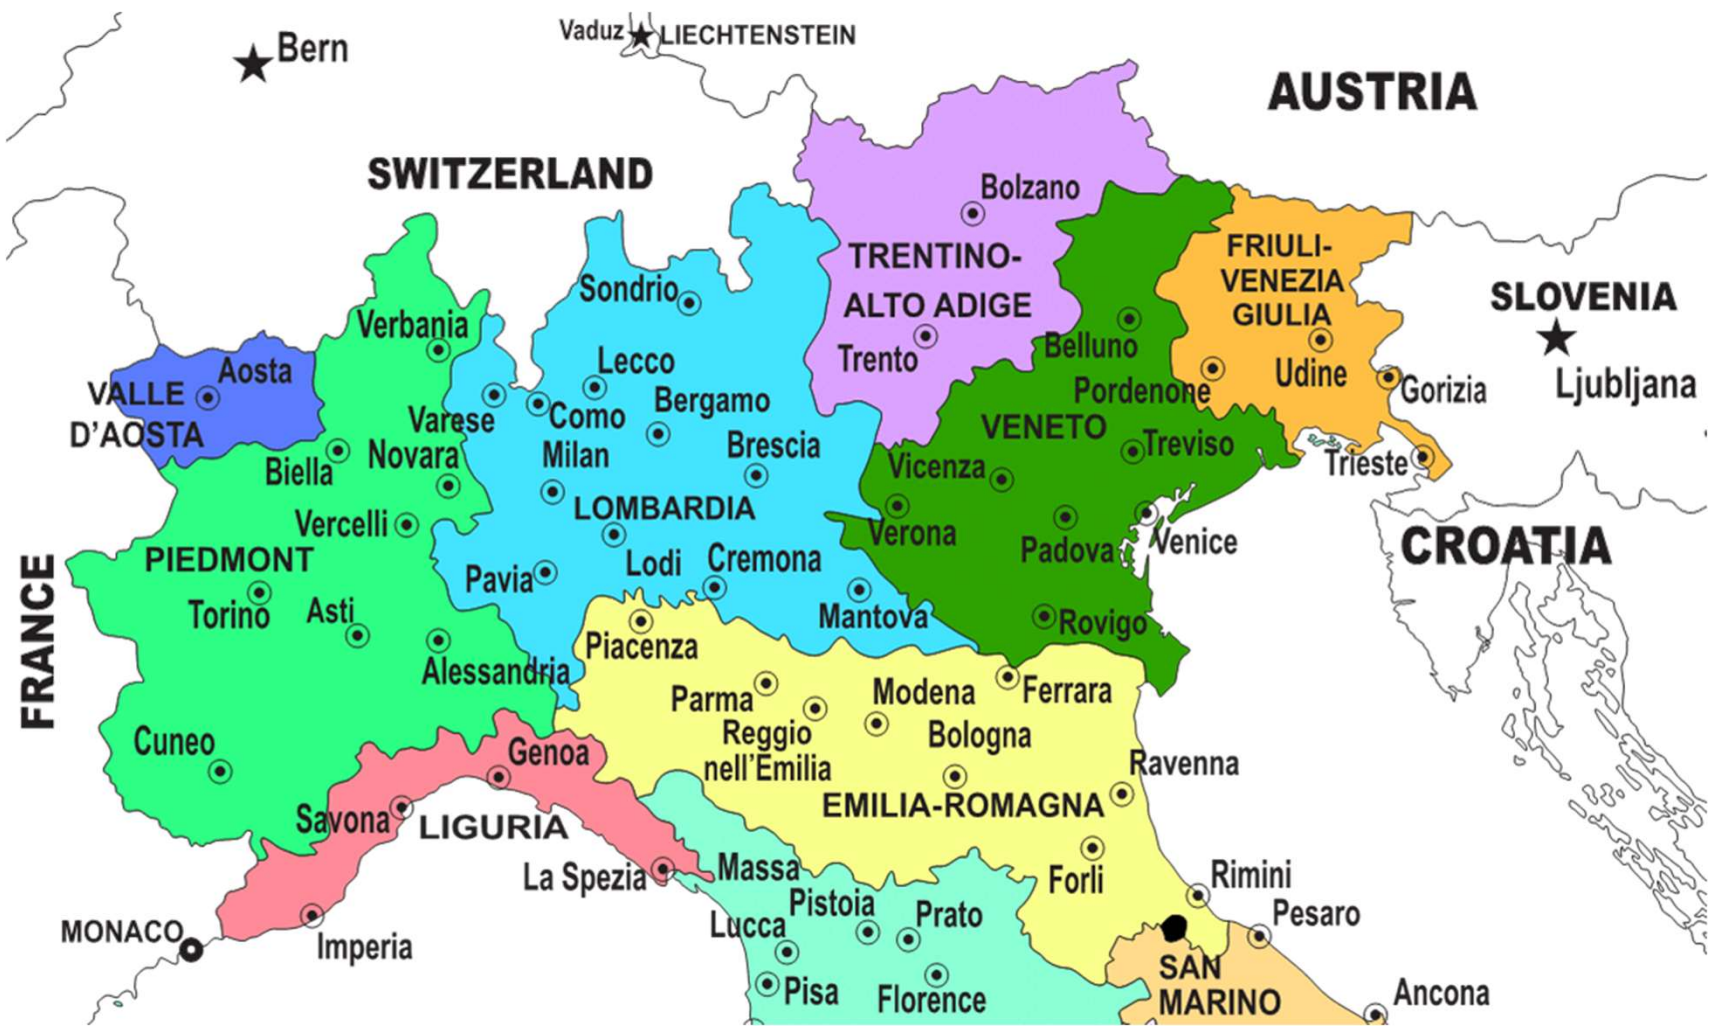 Bern
Vaduz
LIECHTENSTEIN
AUSTRIA
SWITZERLAND
Bolzano
TRENTINO-
ALTO ADIGE
Trento
FRIULI-
VENEZIA
GIULIA
Udine
Pordenone
Gorizia
Trieste
SLOVENIA
Ljubljana
CROATIA
Sondrio
Verbania
Aosta
VALLE
D'AOSTA
Lecco
Como
Varese
Bergamo
Milan
Brescia
LOMBARDIA
Lodi
Cremona
Pavia
Mantova
Belluno
VENETO
Treviso
Vicenza
Verona
Padova
Venice
Rovigo
Biella
Novara
Vercelli
PIEDMONT
Torino
Asti
Alessandria
Cuneo
FRANCE
Piacenza
Parma
Reggio
nell'Emilia
Modena
Bologna
Ferrara
Ravenna
EMILIA-ROMAGNA
Forli
Rimini
Genoa
Savona
LIGURIA
La Spezia
Imperia
MONACO
Massa
Pistoia
Prato
Lucca
Pisa
Florence
Pesaro
SAN
MARINO
Ancona